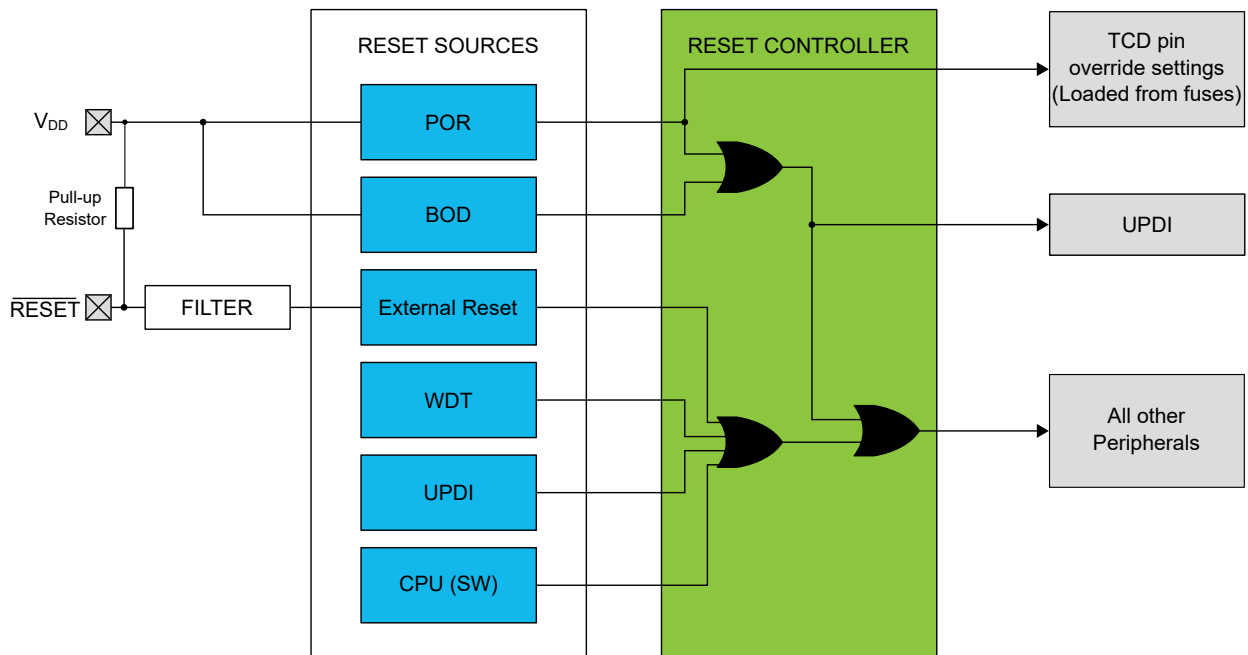 RESET SOURCES
RESET CONTROLLER
TCD pin
override settings
(Loaded from fuses)
VDD
POR
Pull-up
Resistor
BOD
UPDI
RESET
FILTER
External Reset
WDT
All other
Peripherals
UPDI
CPU (SW)